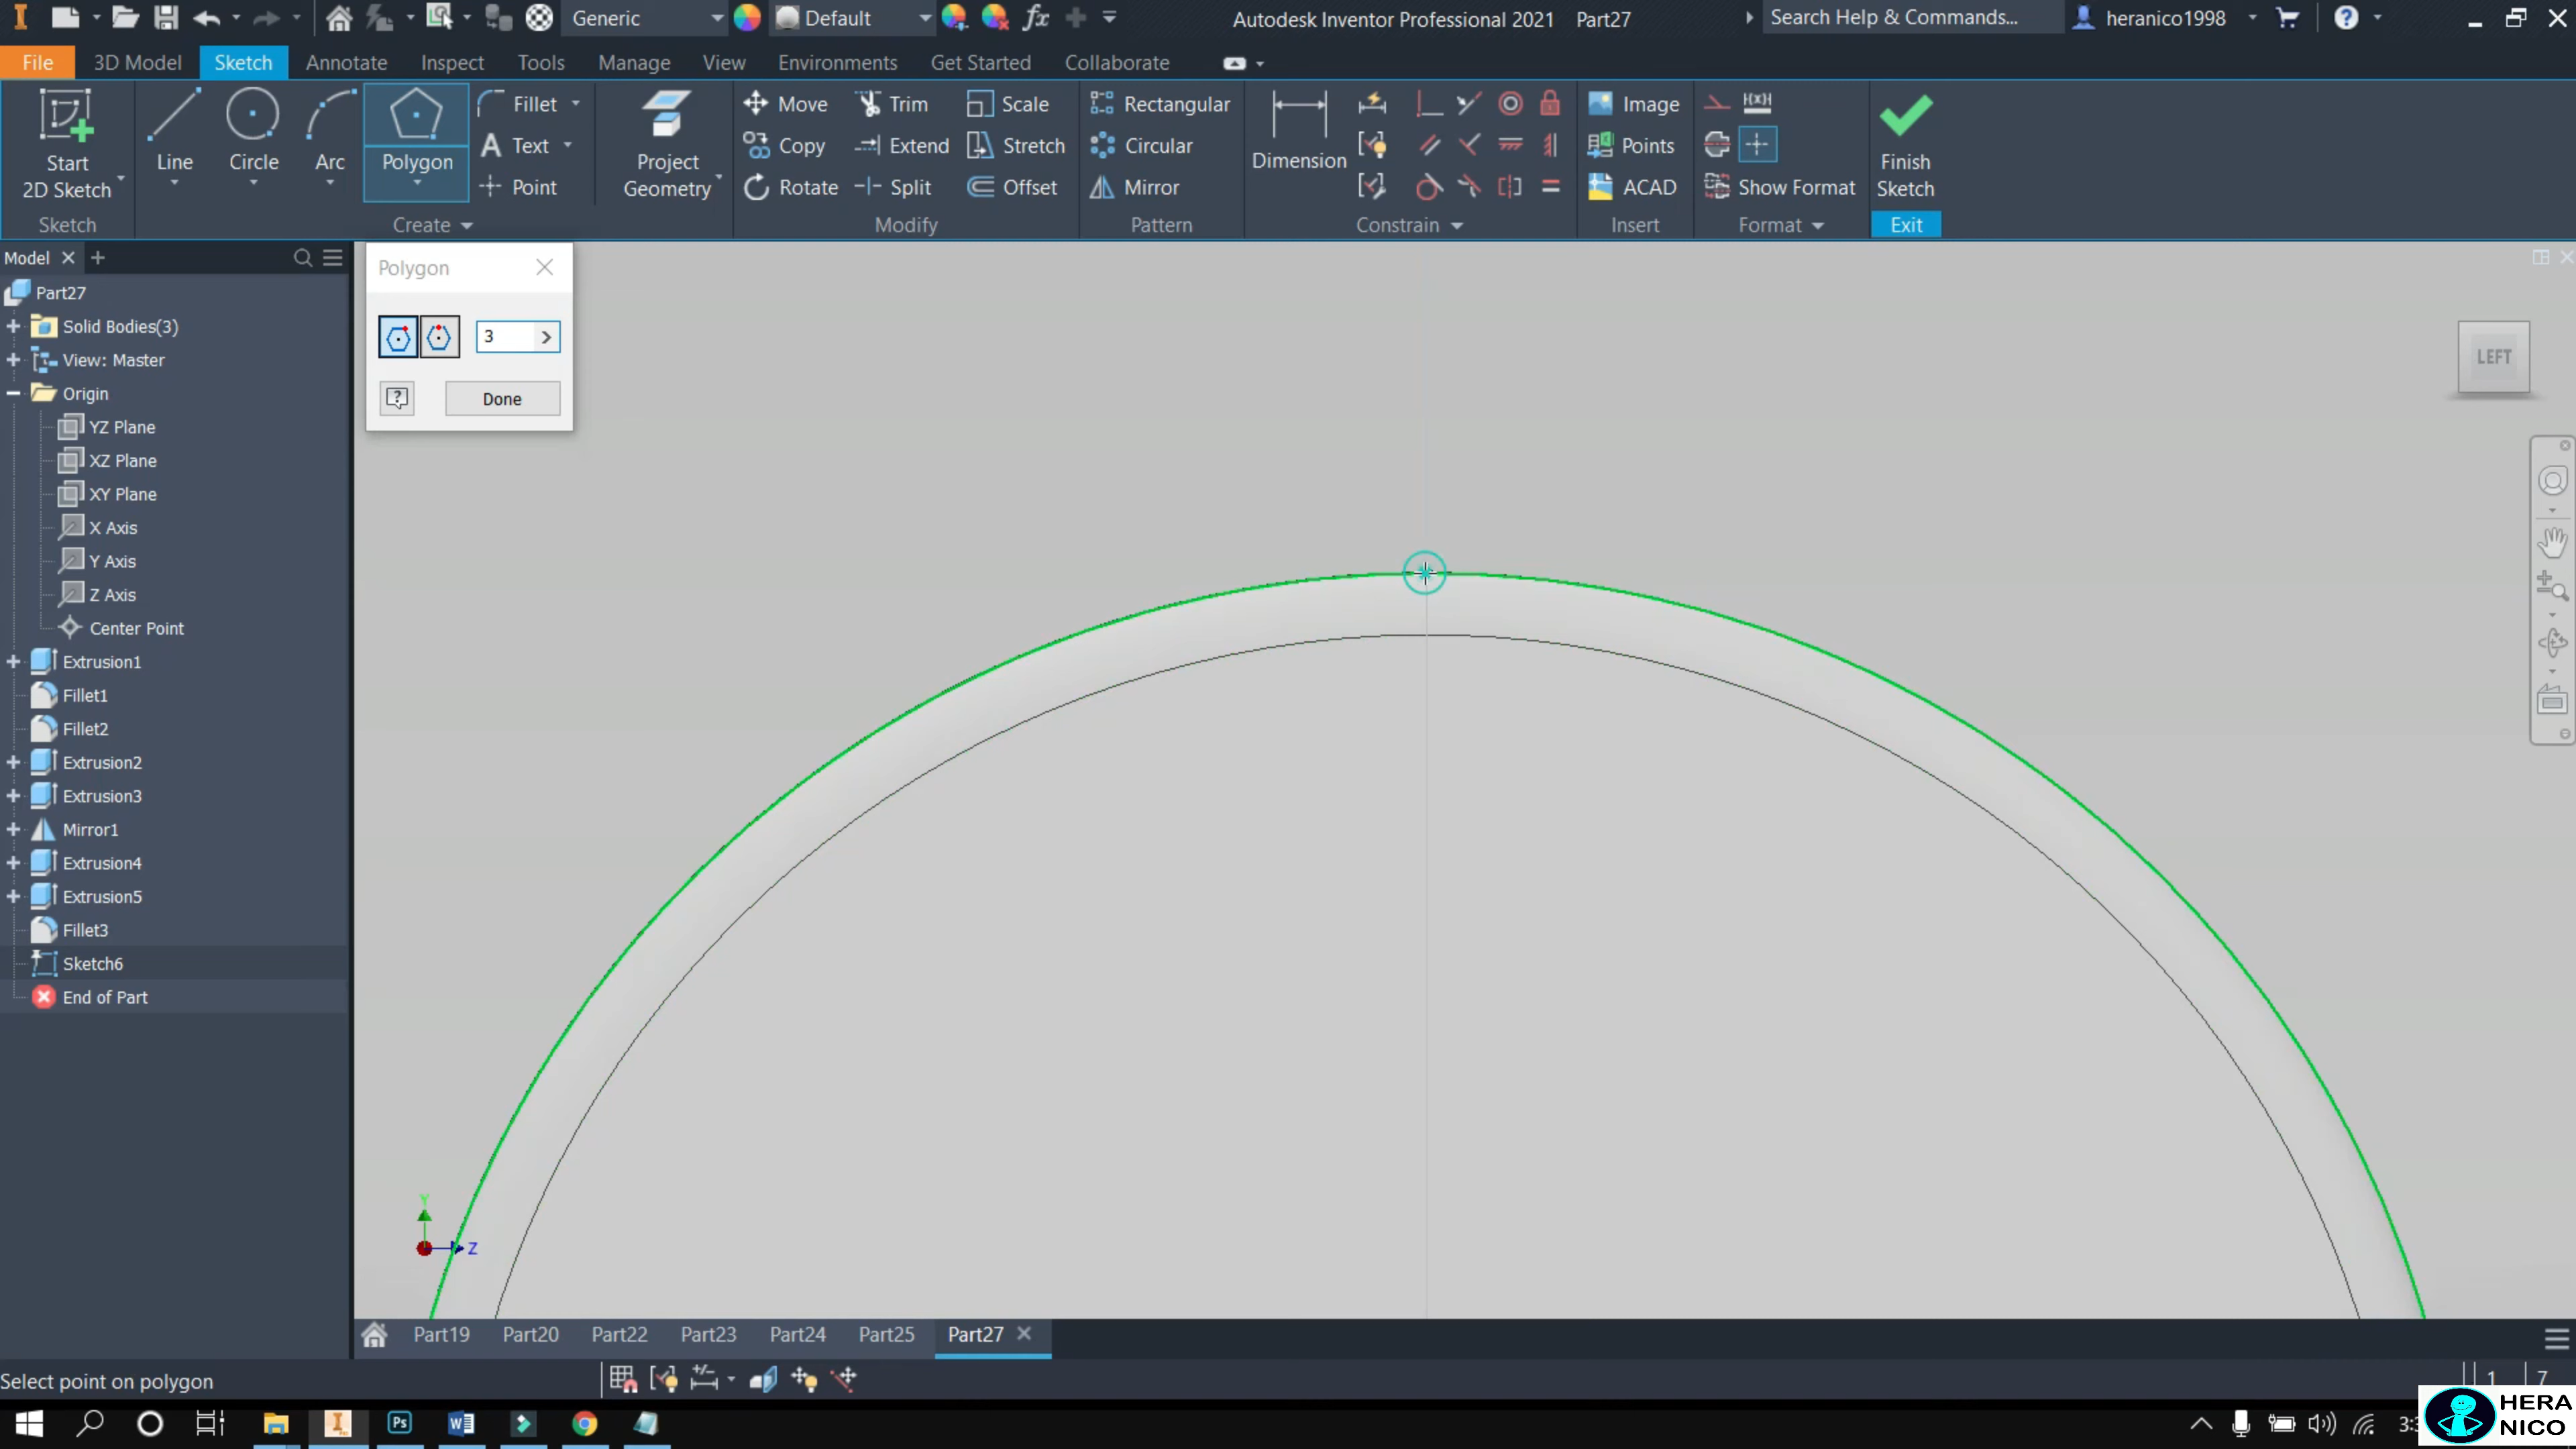 Generic
Default
Autodesk Inventor Professional 2021 Part27
Search Help & Commands...
heranico1998
File
3D Model
Sketch
Annotate
Inspect
Tools
Manage
View
Environments
Get Started
Collaborate
Start
2D Sketch
Line
Circle
Arc
Polygon
Fillet
Text
Point
Project
Geometry
Move
Copy
Rotate
Trim
Extend
Split
Scale
Stretch
Offset
Rectangular
Circular
Mirror
Dimension
Image
Points
ACAD
Show Format
Finish
Sketch
Sketch
Create
Modify
Pattern
Constrain
Insert
Format
Exit
Model
Part27
Solid Bodies(3)
View: Master
Origin
YZ Plane
XZ Plane
XY Plane
X Axis
Y Axis
Z Axis
Center Point
Extrusion1
Fillet1
Fillet2
Extrusion2
Extrusion3
Mirror1
Extrusion4
Extrusion5
Fillet3
Sketch6
End of Part
Polygon
3
Done
LEFT
Y
Z
Part19
Part20
Part22
Part23
Part24
Part25
Part27
Select point on polygon
1
7
HERA
NICO